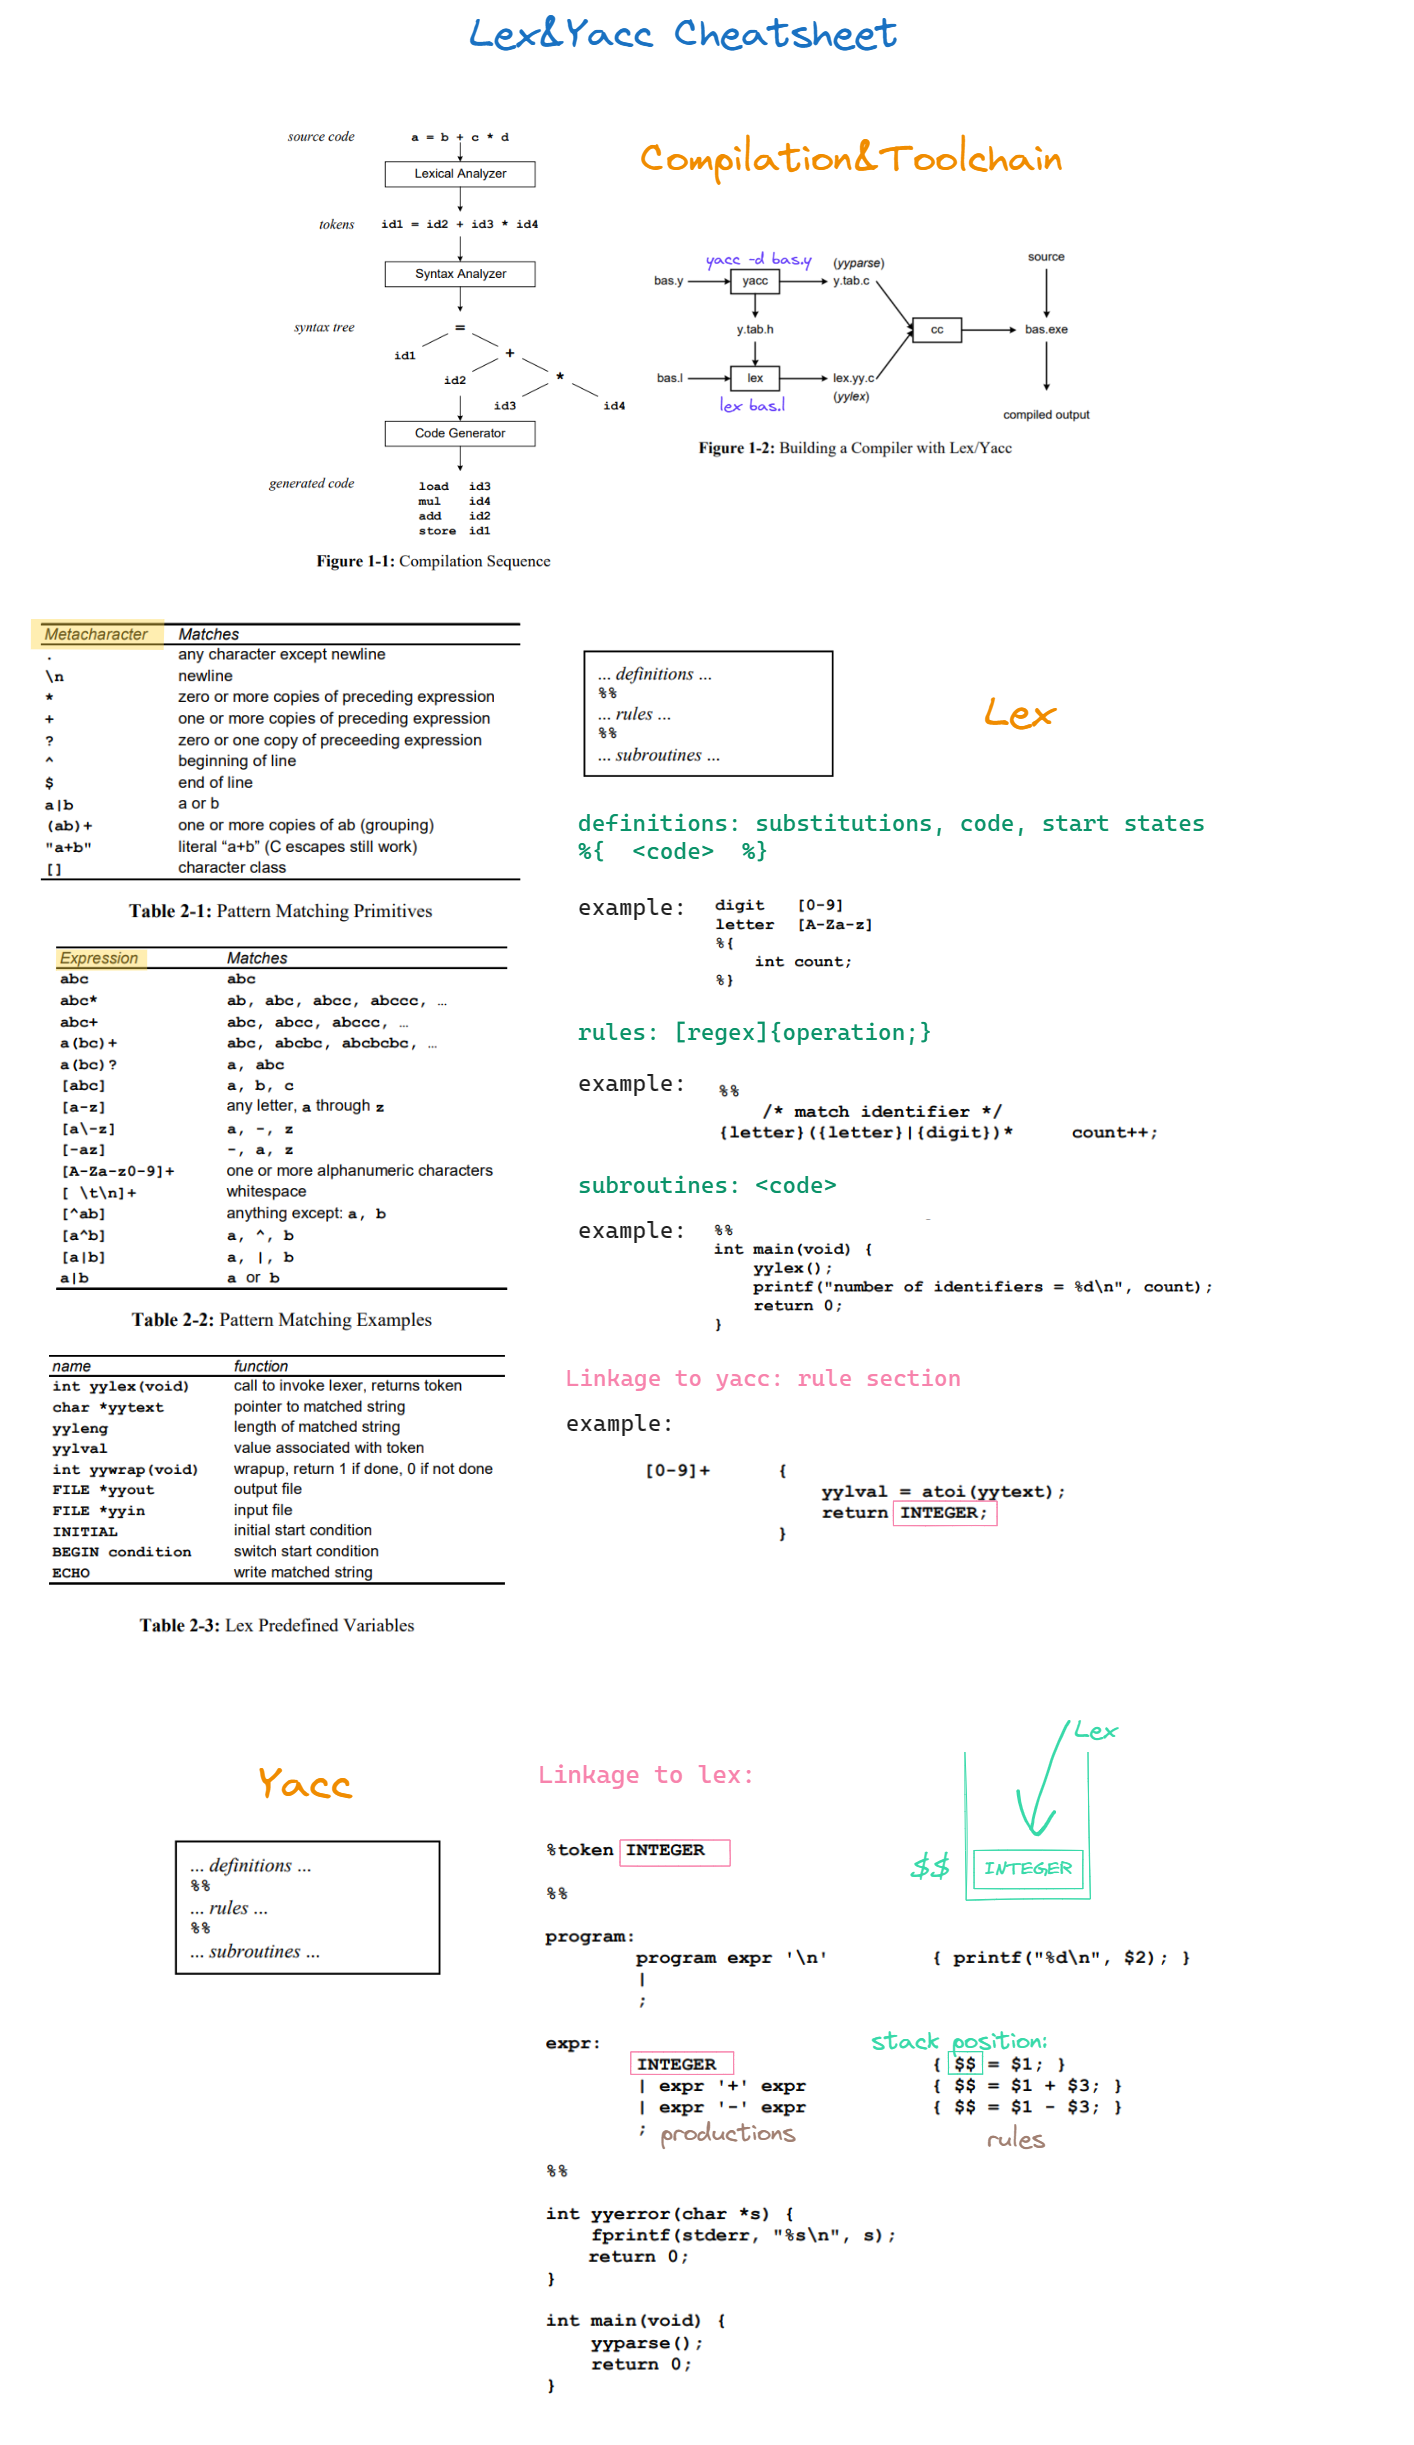 Lex&Yacc Cheatsheet
source code
a = b + c * d
Lexical Analyzer
tokens
id1 = id2 + id3 * id4
Syntax Analyzer
syntax tree
=
id1
+
id2
*
id3
id4
Code Generator
generated code
load id3
mul id4
add id2
store id1
Figure 1-1: Compilation Sequence
Compilation&Toolchain
yacc -d bas.y
(yyparse)
source
bas.y
yacc
y.tab.c
y.tab.h
cc
bas.exe
bas.l
lex
lex.yy.c
lex bas.l
(yylex)
compiled output
Figure 1-2: Building a Compiler with Lex/Yacc
Metacharacter Matches
. any character except newline
\n newline
* zero or more copies of preceding expression
+ one or more copies of preceding expression
? zero or one copy of preceeding expression
^ beginning of line
$ end of line
a|b a or b
(ab)+ one or more copies of ab (grouping)
"a+b" literal “a+b” (C escapes still work)
[] character class
Table 2-1: Pattern Matching Primitives
Expression Matches
abc abc
abc* ab, abc, abcc, abccc, …
abc+ abc, abcc, abccc, …
a(bc)+ abc, abcbc, abcbcbc, …
a(bc)? a, abc
[abc] a, b, c
[a-z] any letter, a through z
[a\-z] a, -, z
[-az] -, a, z
[A-Za-z0-9]+ one or more alphanumeric characters
[ \t\n]+ whitespace
[^ab] anything except: a, b
[a^b] a, ^, b
[a|b] a, |, b
a|b a or b
Table 2-2: Pattern Matching Examples
name function
int yylex(void) call to invoke lexer, returns token
char *yytext pointer to matched string
yyleng length of matched string
yylval value associated with token
int yywrap(void) wrapup, return 1 if done, 0 if not done
FILE *yyout output file
FILE *yyin input file
INITIAL initial start condition
BEGIN condition switch start condition
ECHO write matched string
Table 2-3: Lex Predefined Variables
... definitions ...
%%
... rules ...
%%
... subroutines ...
Lex
definitions: substitutions, code, start states
%{ <code> %}
example:
digit [0-9]
letter [A-Za-z]
%{
int count;
%}
rules: [regex]{operation;}
example:
%%
/* match identifier */
{letter}({letter}|{digit})* count++;
subroutines: <code>
example:
%%
int main(void) {
yylex();
printf("number of identifiers = %d\n", count);
return 0;
}
Linkage to yacc: rule section
example:
[0-9]+ {
yylval = atoi(yytext);
return INTEGER;
}
Yacc
... definitions ...
%%
... rules ...
%%
... subroutines ...
Linkage to lex:
Lex
$$
INTEGER
%token INTEGER
%%
program:
program expr '\n' { printf("%d\n", $2); }
|
;
expr:
stack position:
INTEGER { $$ = $1; }
| expr '+' expr { $$ = $1 + $3; }
| expr '-' expr { $$ = $1 - $3; }
;
productions
rules
%%
int yyerror(char *s) {
fprintf(stderr, "%s\n", s);
return 0;
}
int main(void) {
yyparse();
return 0;
}